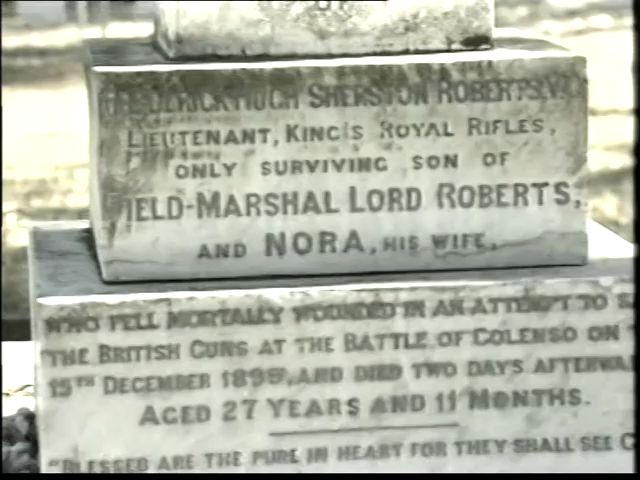 FREDERICK HUGH SHERSTON ROBERTS, V.C.
LIEUTENANT, KING'S ROYAL RIFLES,
ONLY SURVIVING SON OF
FIELD-MARSHAL LORD ROBERTS,
AND NORA, HIS WIFE,
WHO FELL MORTALLY WOUNDED IN AN ATTEMPT TO
THE BRITISH GUNS AT THE BATTLE OF COLENSO ON
15TH DECEMBER 1899, AND DIED TWO DAYS AFTERWA
AGED 27 YEARS AND 11 MONTHS.
"BLESSED ARE THE PURE IN HEART FOR THEY SHALL SEE